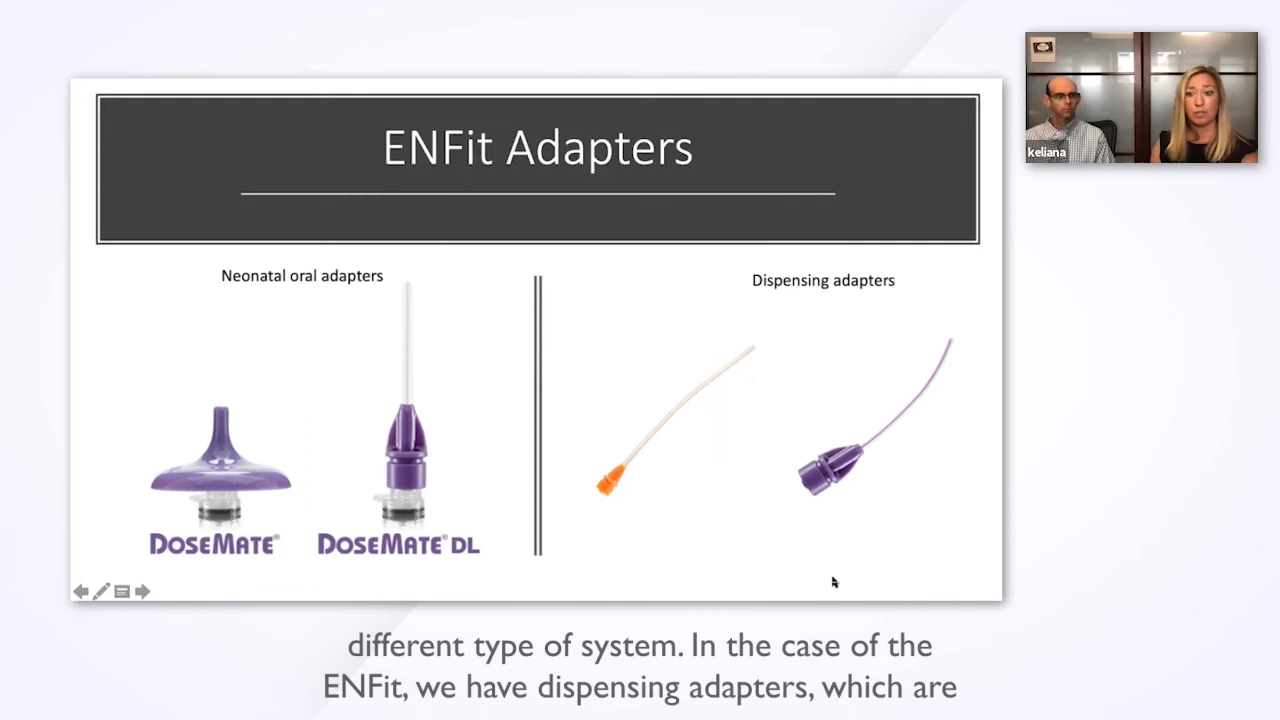 ENFit Adapters
Neonatal oral adapters
Dispensing adapters
DOSEMATE®
DOSEMATE® DL
keliana
different type of system. In the case of the
ENFit, we have dispensing adapters, which are